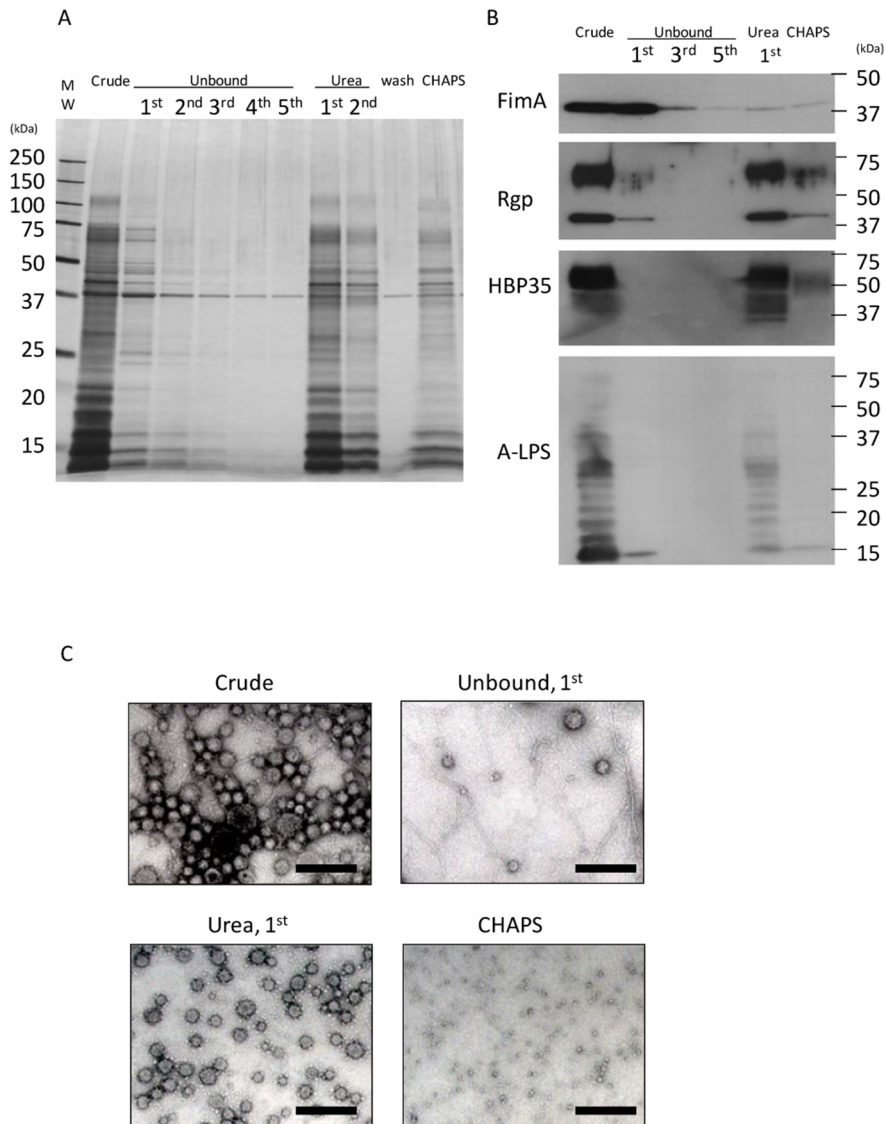 A
M W Crude Unbound Urea wash CHAPS
1st 2nd 3rd 4th 5th 1st 2nd
(kDa)
250
150
100
75
50
37
25
20
15
B
Crude Unbound Urea CHAPS
1st 3rd 5th 1st (kDa)
FimA
50
37
Rgp
75
50
37
HBP35
75
50
37
A-LPS
75
50
37
25
20
15
C
Crude Unbound, 1st
Urea, 1st CHAPS